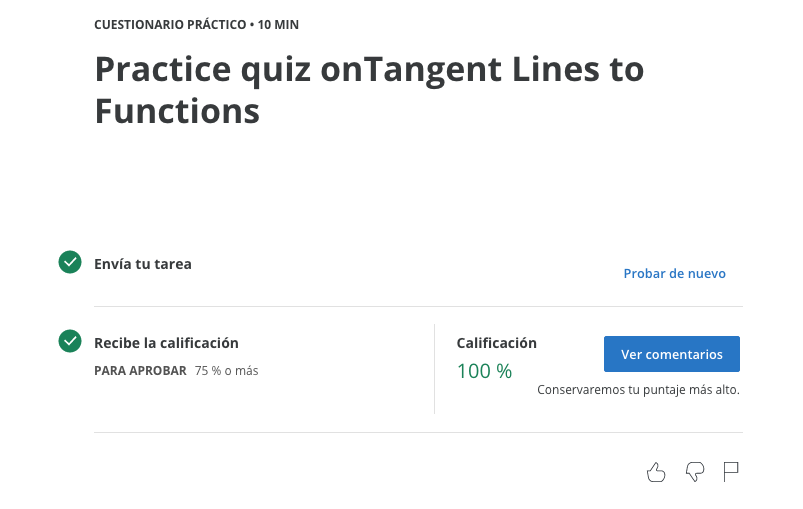 CUESTIONARIO PRÁCTICO • 10 MIN
Practice quiz onTangent Lines to
Functions
Envía tu tarea
Probar de nuevo
Recibe la calificación
PARA APROBAR 75 % o más
Calificación
100 %
Ver comentarios
Conservaremos tu puntaje más alto.